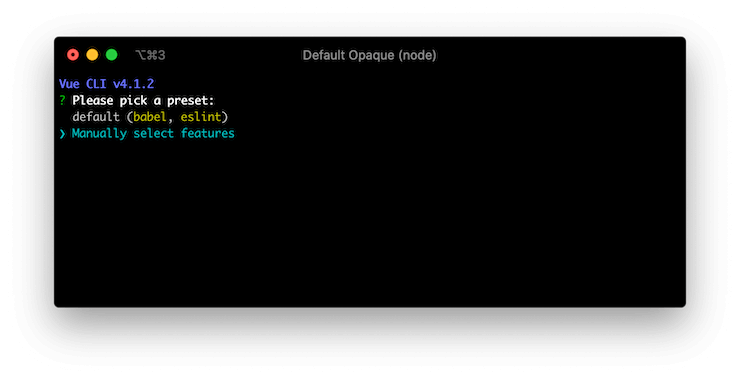 ⌥⌘3 Default Opaque (node)
Vue CLI v4.1.2
? Please pick a preset:
default (babel, eslint)
❯ Manually select features